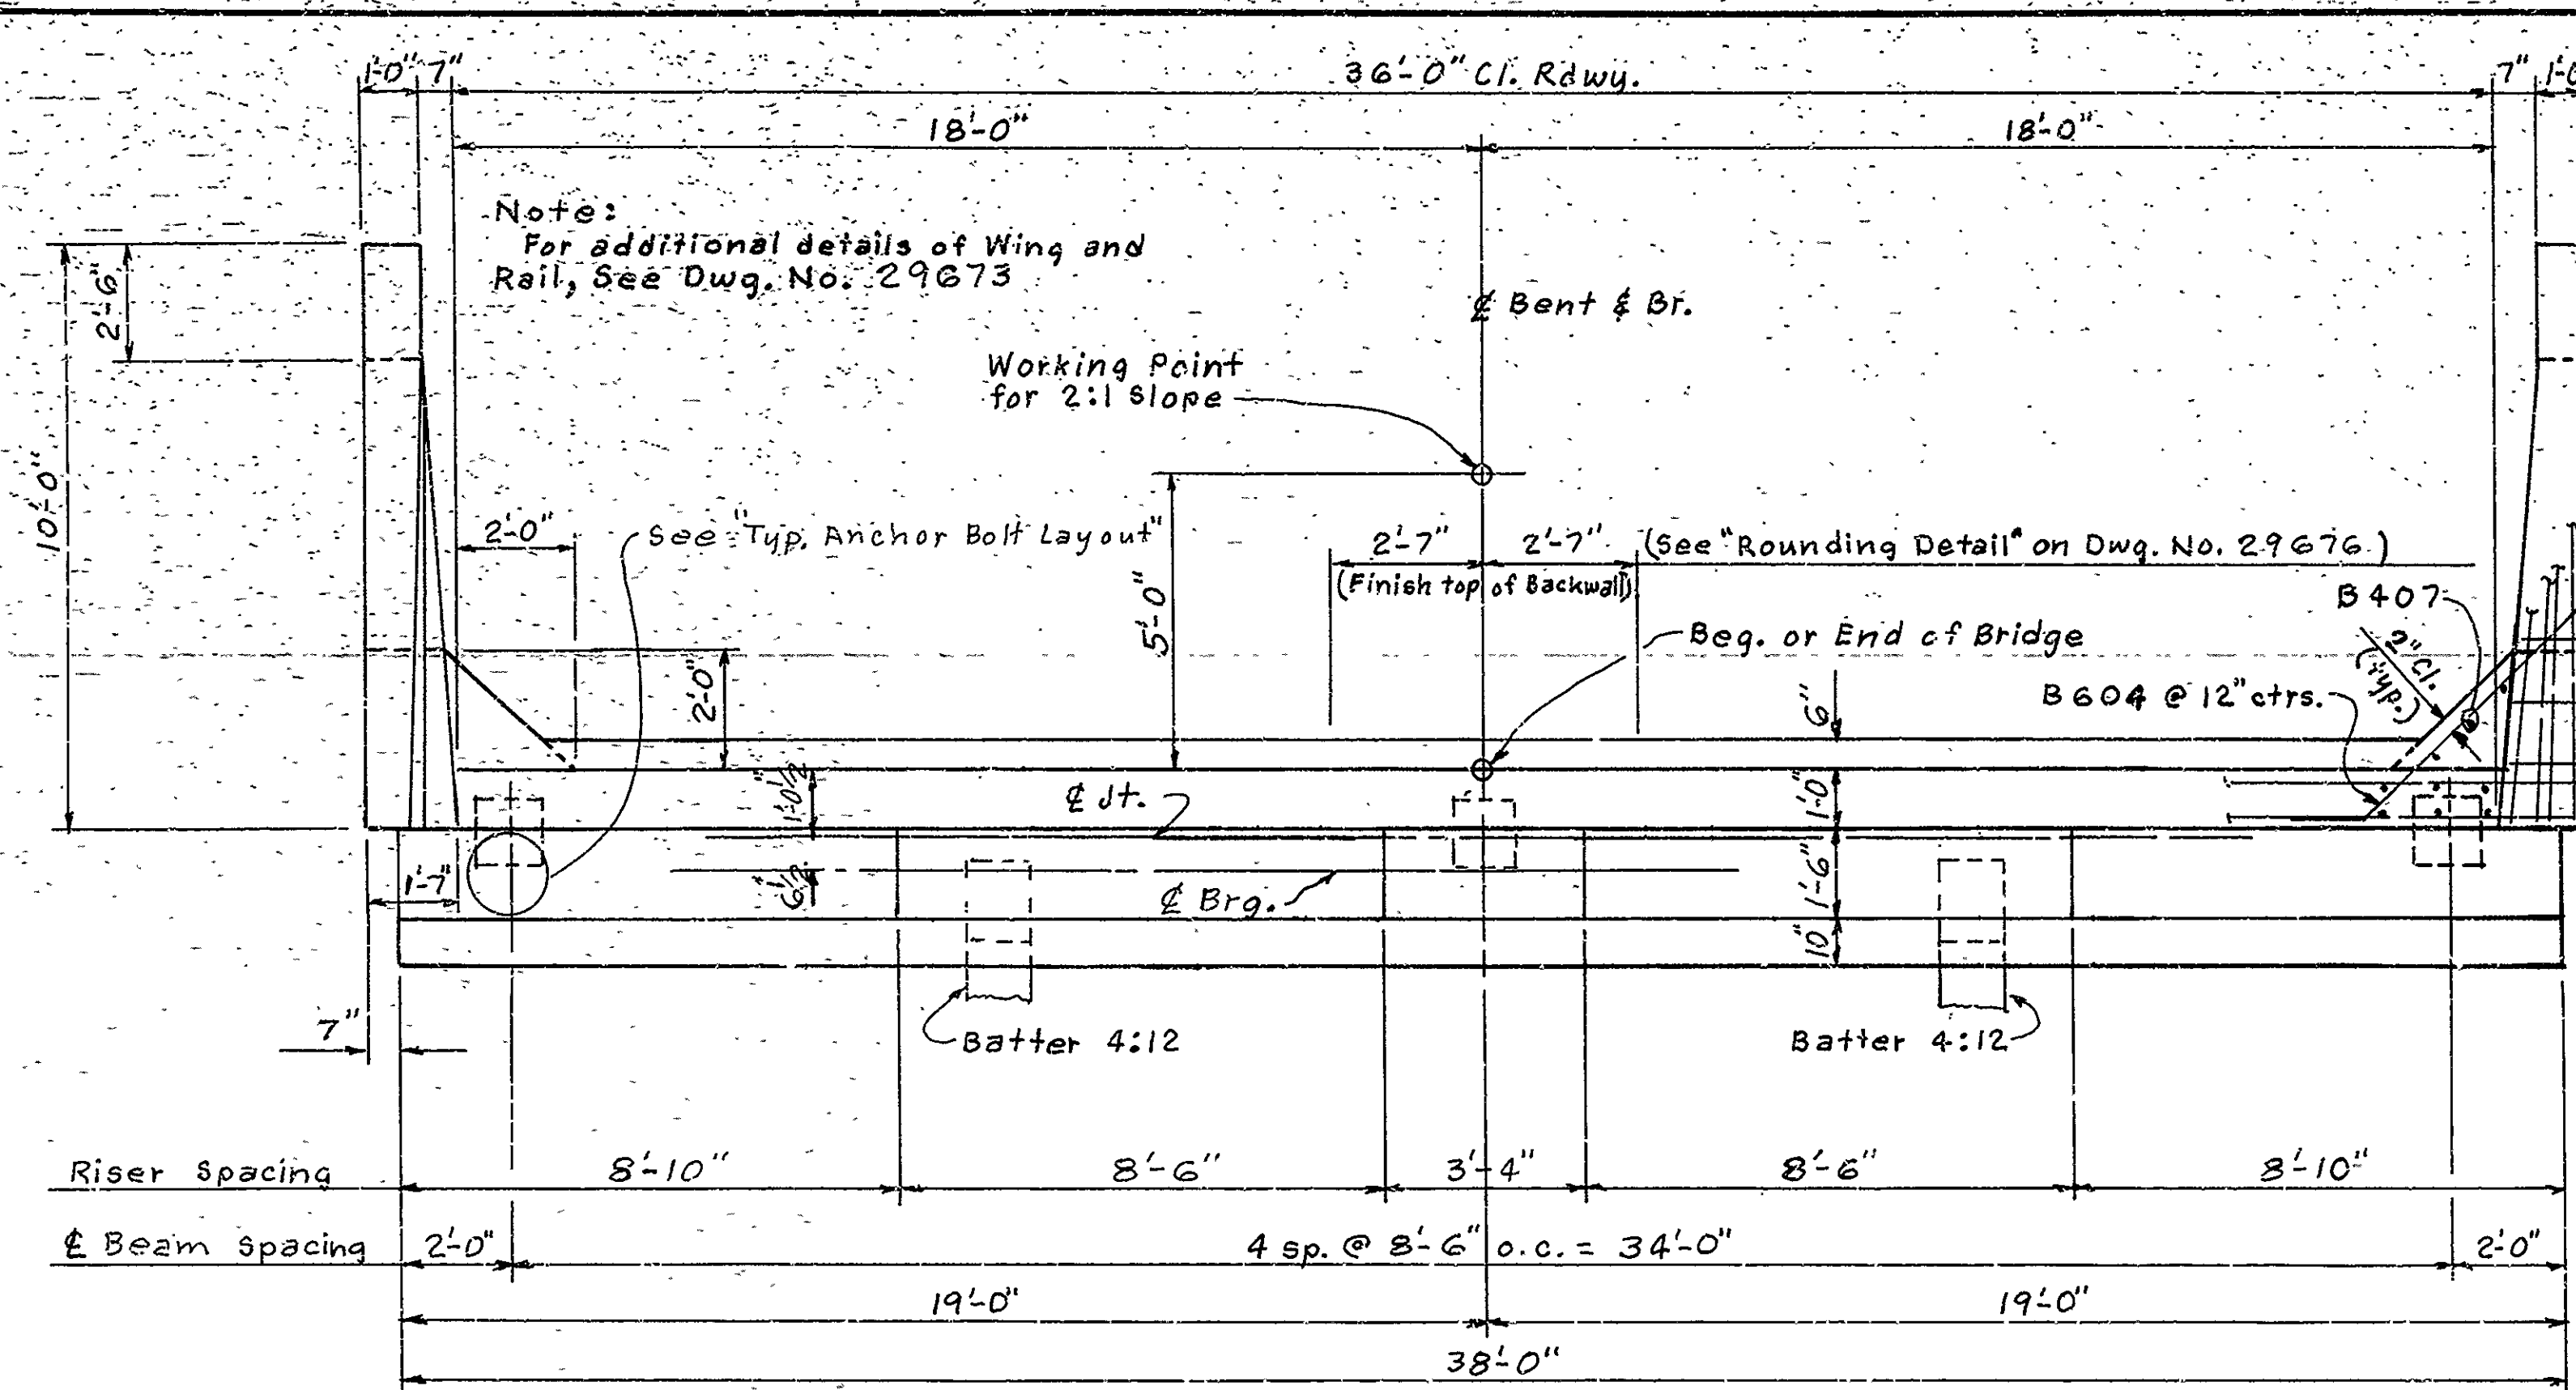 1'-0" 7" 36'-0" Cl. Rdwy. 7"
18'-0" 18'-0"
Note:
For additional details of Wing and
Rail, See Dwg. No. 29673
2'-6"
10'-0"
℄ Bent & Br.
Working Point
for 2:1 Slope
2'-0"
See "Typ. Anchor Bolt Layout"
2'-7" 2'-7" (See "Rounding Detail" on Dwg. No. 29676)
(Finish top of Backwall)
5'-0"
B407
Beg. or End of Bridge
2" Cl.
(typ.)
2'-0"
6"
B604 @ 12" ctrs.
1'-0½"
℄ Jt.
1'-0"
1'-7"
6½"
℄ Brg.
1'-6"
10"
7"
Batter 4:12
Batter 4:12
Riser Spacing 8'-10" 8'-6" 3'-4" 8'-6" 8'-10"
℄ Beam Spacing 2'-0" 4 sp. @ 8'-6" o.c. = 34'-0" 2'-0"
19'-0" 19'-0"
38'-0"